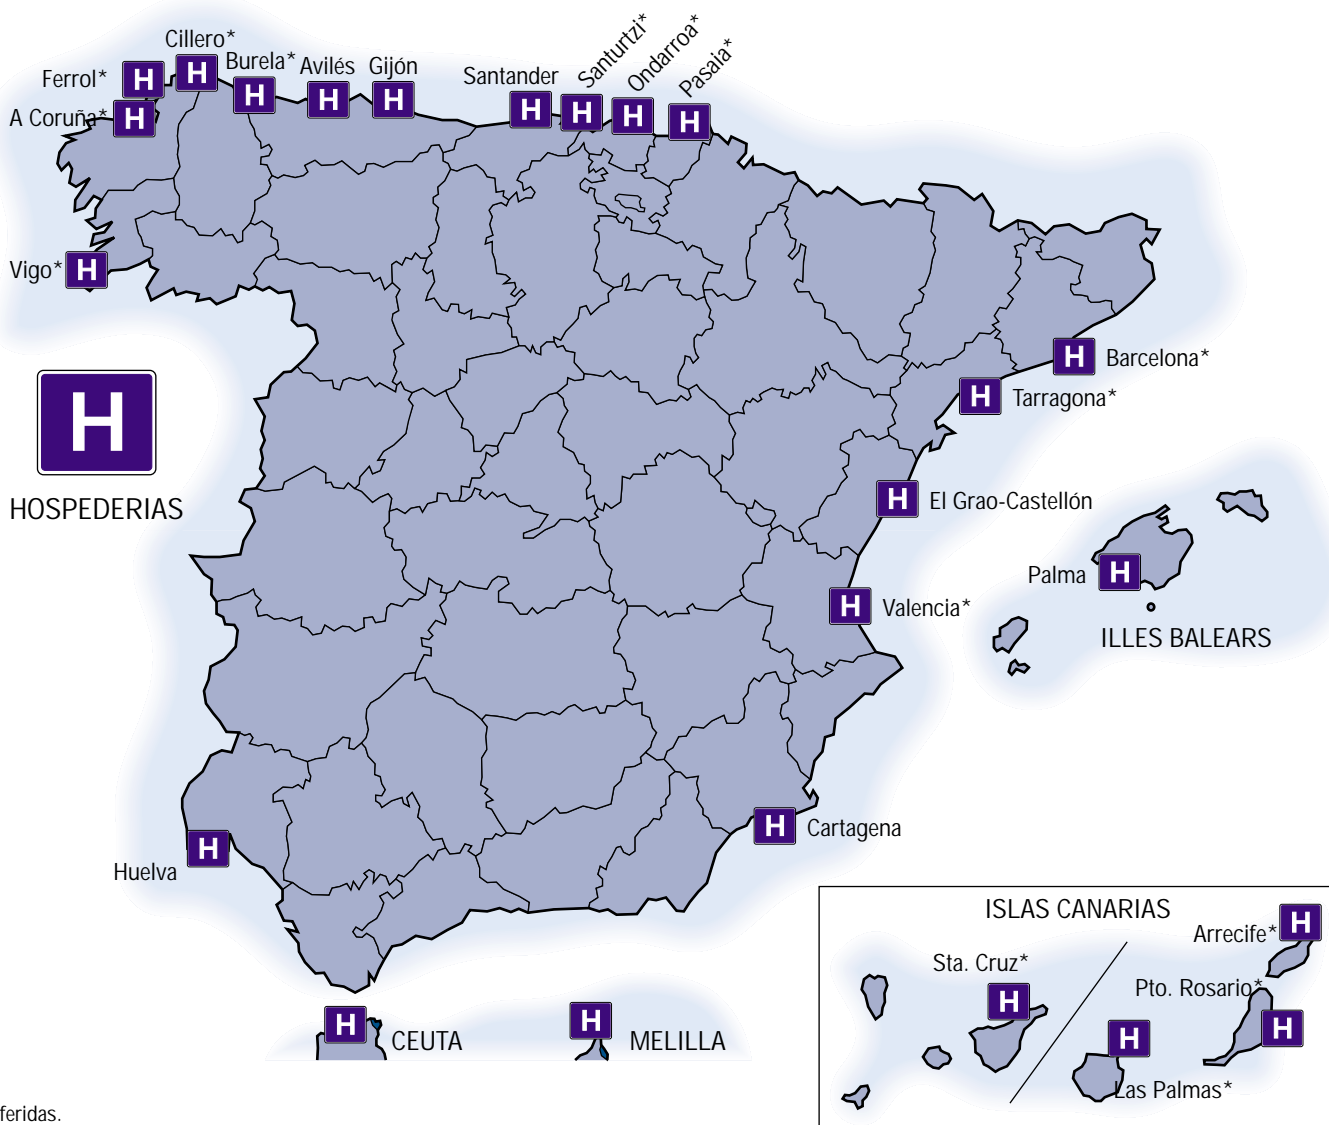 Cillero*
Santurtzi*
Ondarroa*
Pasaia*
Burela*
Avilés
Gijón
Santander
Ferrol*
H
H
H
H
H
H
H
H
H
A Coruña*
H
H
Vigo*
H
H
Barcelona*
H
HOSPEDERIAS
H
Tarragona*
H
El Grao-Castellón
Palma
H
H
Valencia*
ILLES BALEARS
H
Cartagena
H
Huelva
ISLAS CANARIAS
H
Arrecife*
Sta. Cruz*
H
Pto. Rosario*
H
H
H
CEUTA
H
MELILLA
Las Palmas*
feridas.